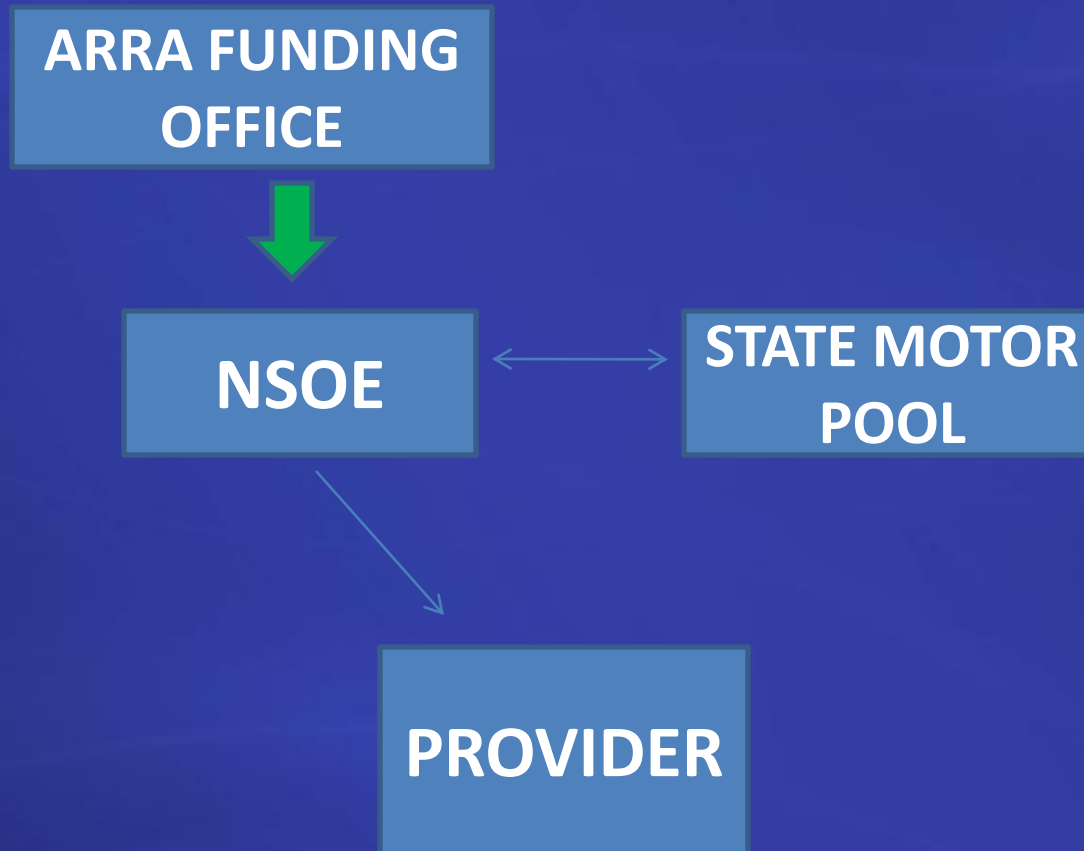 ARRA FUNDING
OFFICE
NSOE
STATE MOTOR
POOL
PROVIDER